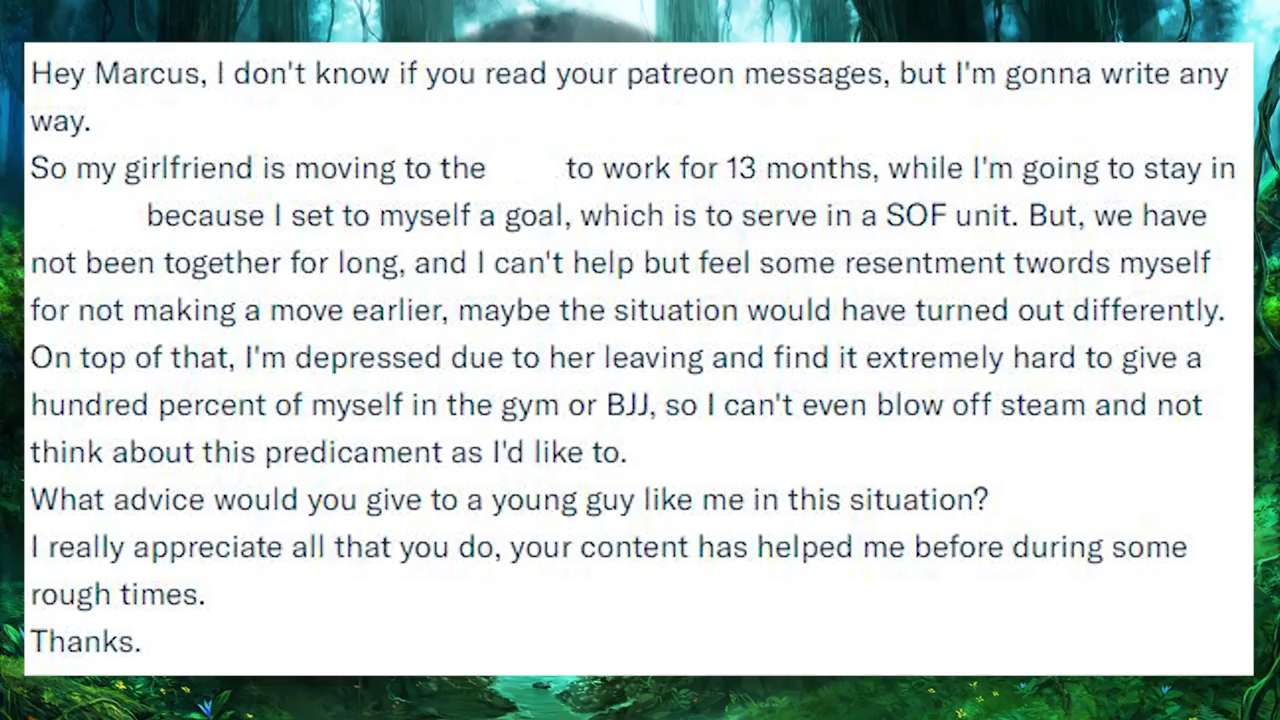 Hey Marcus, I don't know if you read your patreon messages, but I'm gonna write any
way.
So my girlfriend is moving to the to work for 13 months, while I'm going to stay in
because I set to myself a goal, which is to serve in a SOF unit. But, we have
not been together for long, and I can't help but feel some resentment twords myself
for not making a move earlier, maybe the situation would have turned out differently.
On top of that, I'm depressed due to her leaving and find it extremely hard to give a
hundred percent of myself in the gym or BJJ, so I can't even blow off steam and not
think about this predicament as I'd like to.
What advice would you give to a young guy like me in this situation?
I really appreciate all that you do, your content has helped me before during some
rough times.
Thanks.